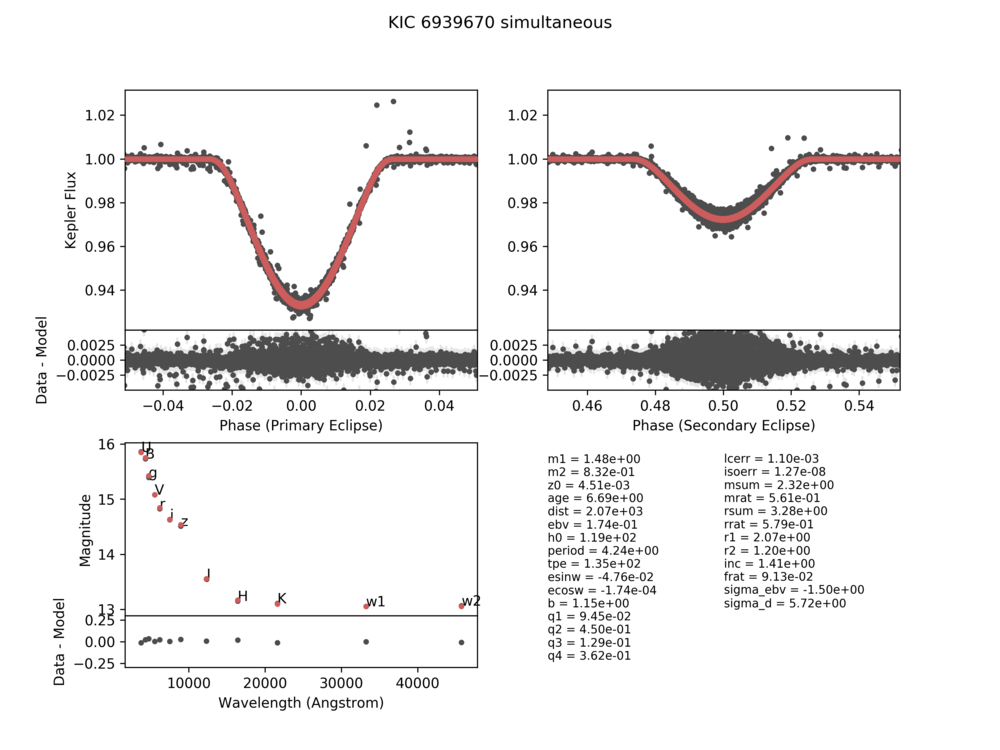 KIC 6939670 simultaneous
1.02
1.00
0.98
0.96
0.94
Kepler Flux
0.0025
0.0000
−0.0025
Data - Model
−0.04 −0.02 0.00 0.02 0.04
Phase (Primary Eclipse)
1.02
1.00
0.98
0.96
0.94
0.0025
0.0000
−0.0025
0.46 0.48 0.50 0.52 0.54
Phase (Secondary Eclipse)
16
15
14
13
Magnitude
U
B
g
V
r
i
z
J
H
K
w1
w2
0.25
0.00
−0.25
Data - Model
10000 20000 30000 40000
Wavelength (Angstrom)
m1 = 1.48e+00
m2 = 8.32e-01
z0 = 4.51e-03
age = 6.69e+00
dist = 2.07e+03
ebv = 1.74e-01
h0 = 1.19e+02
period = 4.24e+00
tpe = 1.35e+02
esinw = -4.76e-02
ecosw = -1.74e-04
b = 1.15e+00
q1 = 9.45e-02
q2 = 4.50e-01
q3 = 1.29e-01
q4 = 3.62e-01
lcerr = 1.10e-03
isoerr = 1.27e-08
msum = 2.32e+00
mrat = 5.61e-01
rsum = 3.28e+00
rrat = 5.79e-01
r1 = 2.07e+00
r2 = 1.20e+00
inc = 1.41e+00
frat = 9.13e-02
sigma_ebv = -1.50e+00
sigma_d = 5.72e+00